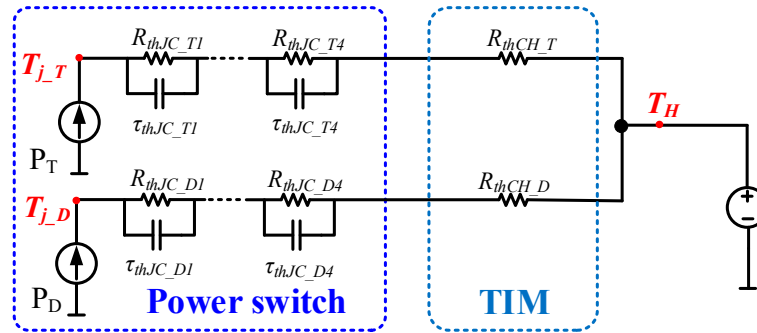 R_thJC_T1 R_thJC_T4 R_thCH_T
T_j_T
τ_thJC_T1 τ_thJC_T4
T_H
P_T
R_thJC_D1 R_thJC_D4 R_thCH_D
T_j_D
+
-
τ_thJC_D1 τ_thJC_D4
P_D
Power switch TIM